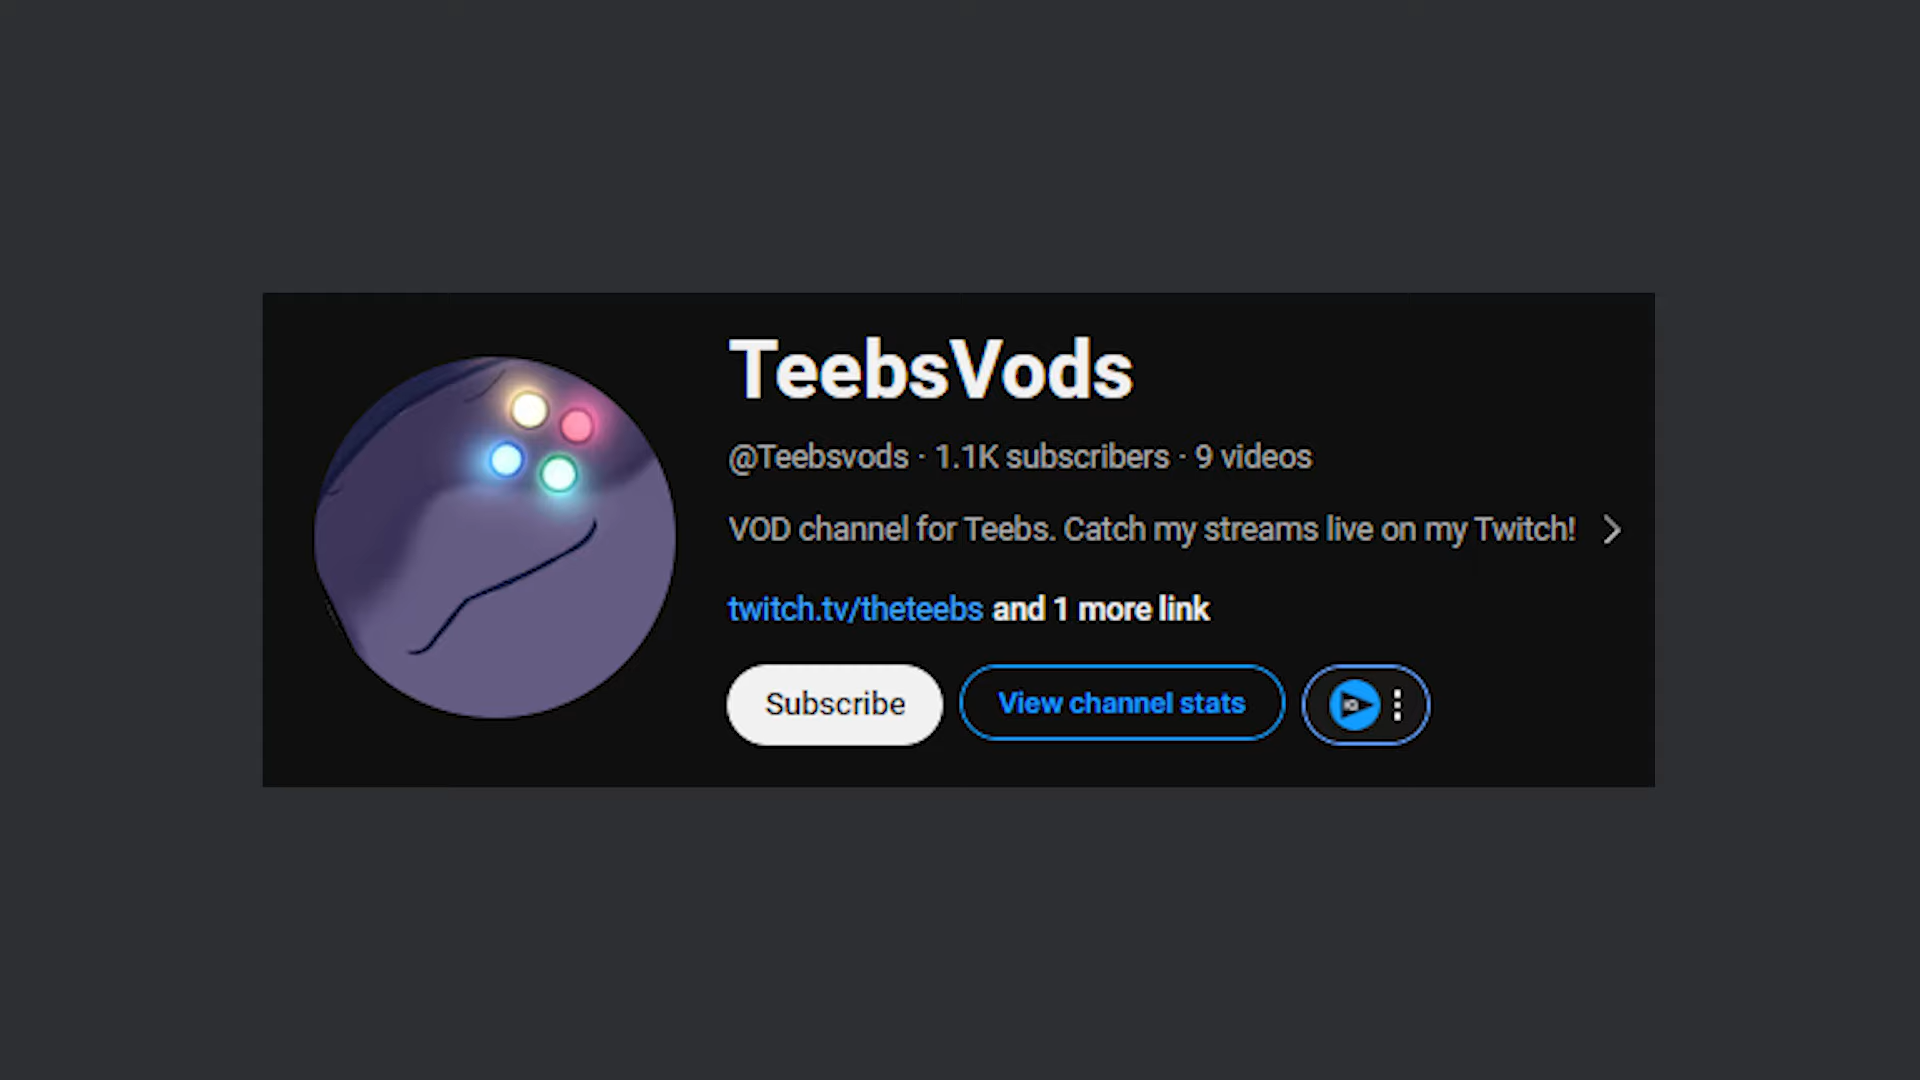 TeebsVods
@Teebsvods · 1.1K subscribers · 9 videos
VOD channel for Teebs. Catch my streams live on my Twitch!
twitch.tv/theteebs and 1 more link
Subscribe
View channel stats